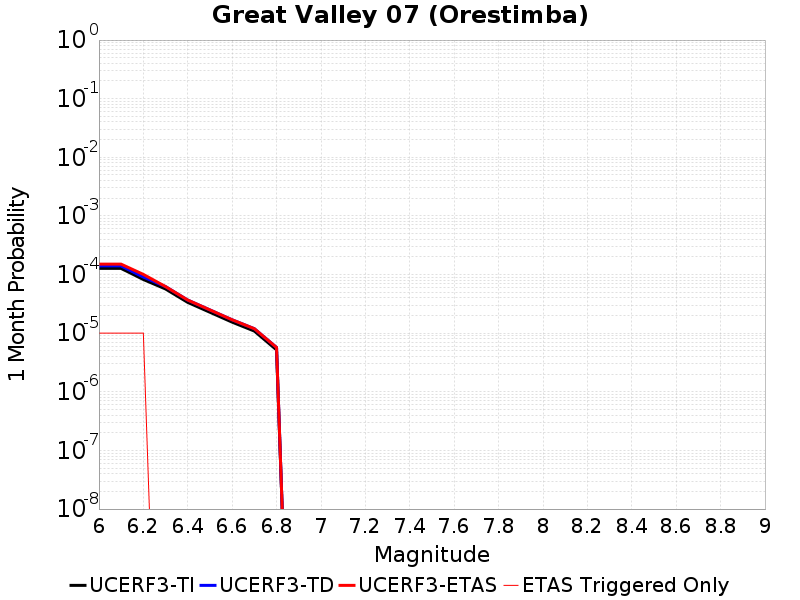 Great Valley 07 (Orestimba)
1 Month Probability
10^0
10^-1
10^-2
10^-3
10^-4
10^-5
10^-6
10^-7
10^-8
6 6.2 6.4 6.6 6.8 7 7.2 7.4 7.6 7.8 8 8.2 8.4 8.6 8.8 9
Magnitude
UCERF3-TI UCERF3-TD UCERF3-ETAS ETAS Triggered Only